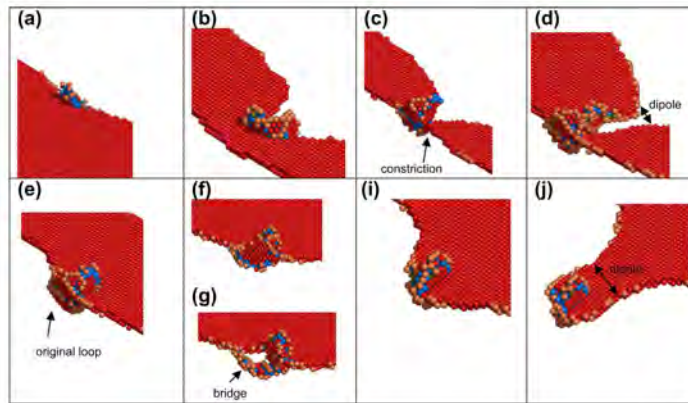 (a)
(b)
(c)
(d)
dipole
constriction
(e)
(f)
(i)
(j)
(g)
original loop
bridge